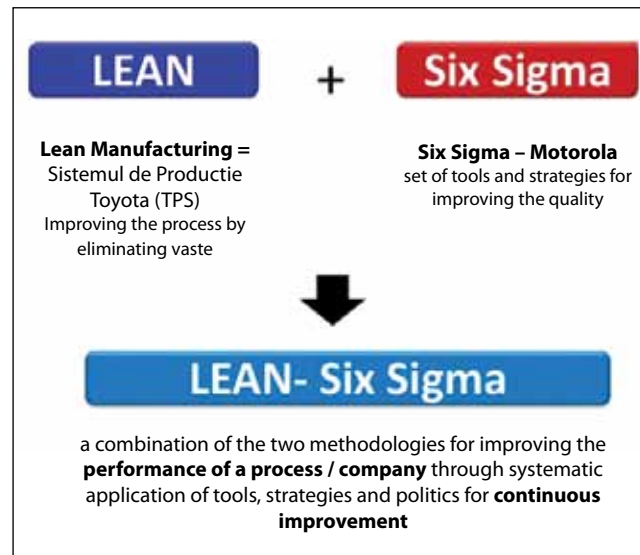 LEAN + Six Sigma
Lean Manufacturing =
Sistemul de Productie
Toyota (TPS)
Improving the process by
eliminating vaste
Six Sigma – Motorola
set of tools and strategies for
improving the quality
LEAN- Six Sigma
a combination of the two methodologies for improving the
performance of a process / company through systematic
application of tools, strategies and politics for continuous
improvement